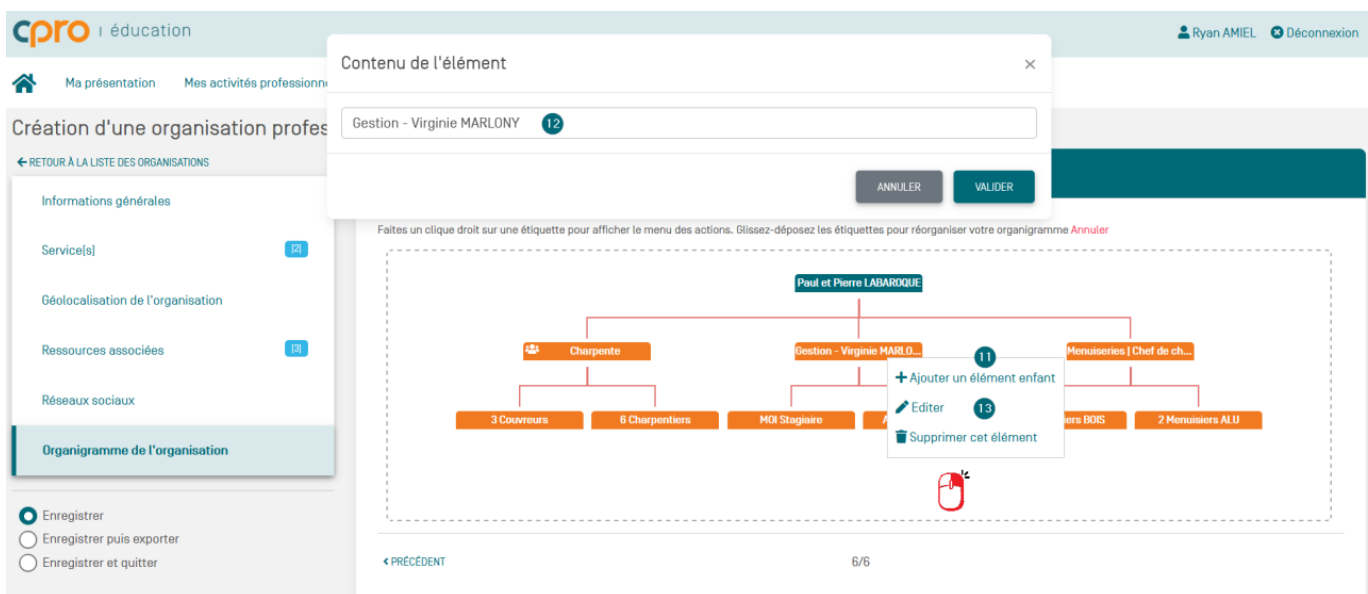 cpro | éducation
Ryan AMIEL Déconnexion
Contenu de l'élément ×
Ma présentation Mes activités professionn
Création d'une organisation profes
Gestion - Virginie MARLONY 12
RETOUR À LA LISTE DES ORGANISATIONS
ANNULER VALIDER
Informations générales
Faites un clique droit sur une étiquette pour afficher le menu des actions. Glissez-déposez les étiquettes pour réorganiser votre organigramme Annuler
Service(s) [2]
Paul et Pierre LABAROQUE
Géolocalisation de l'organisation
Ressources associées [3]
Charpente Gestion - Virginie MARLO... Menuiseries | Chef de ch...
11
+ Ajouter un élément enfant
Réseaux sociaux
Editer 13
3 Couvreurs 6 Charpentiers MOI Stagiaire A iers BOIS 2 Menuisiers ALU
Supprimer cet élément
Organigramme de l'organisation
Enregistrer
Enregistrer puis exporter
Enregistrer et quitter
PRÉCÉDENT 6/6